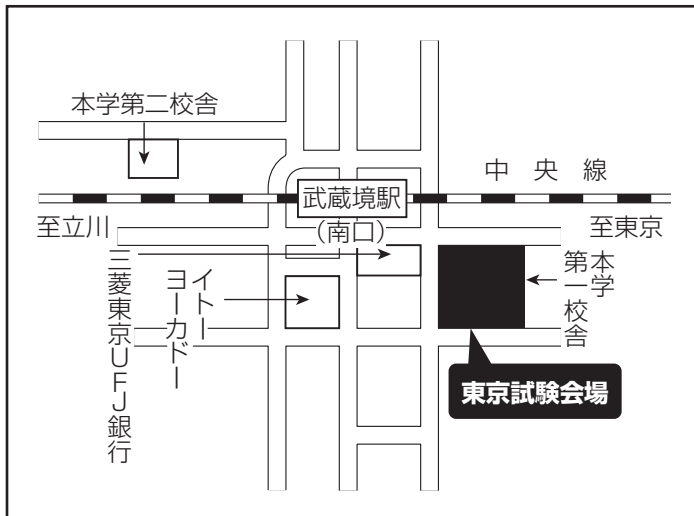 本学第二校舎
中央線
武蔵境駅
(南口)
至立川
至東京
三菱東京UFJ銀行
イトー
ヨーカドー
本学
第一校舎
東京試験会場